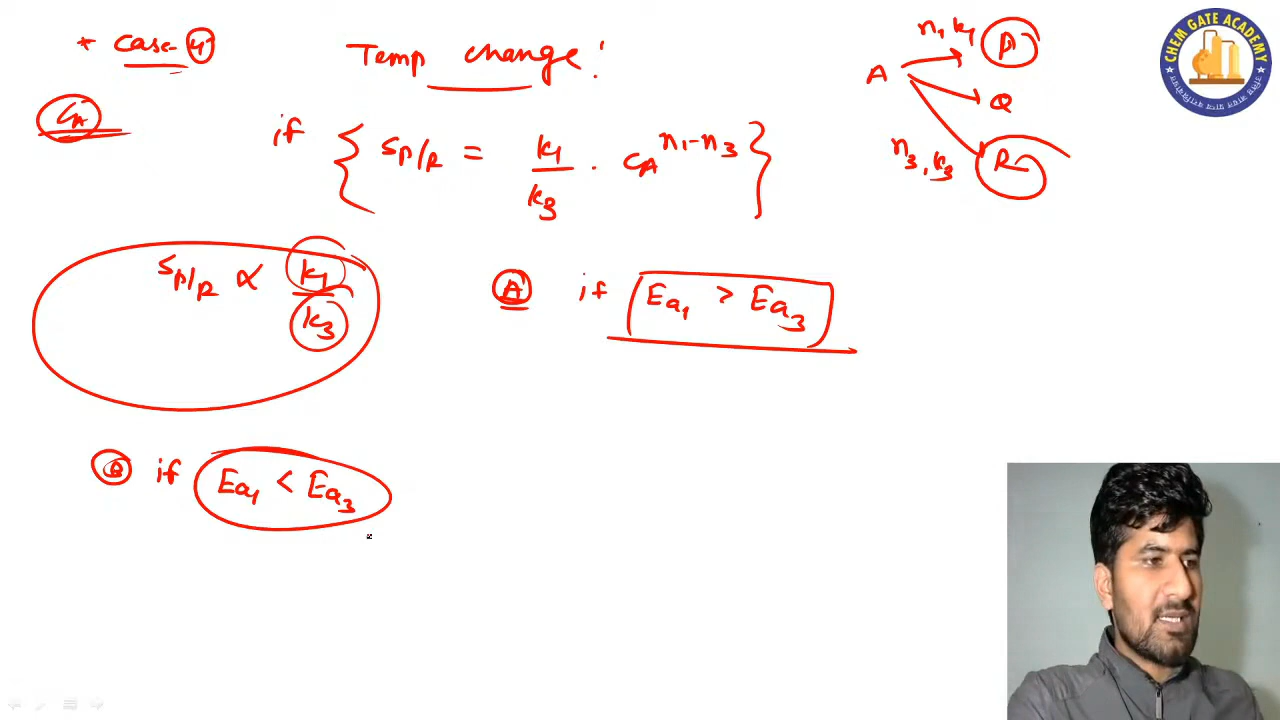 * Case 4
Temp change!
CA
if { SP/R = k1/k3 · CA^n1-n3 }
n1, k1
A
P
Q
n3, k3
R
SP/R ∝ k1/k3
A if Ea1 > Ea3
B if Ea1 < Ea3
CHEM GATE ACADEMY